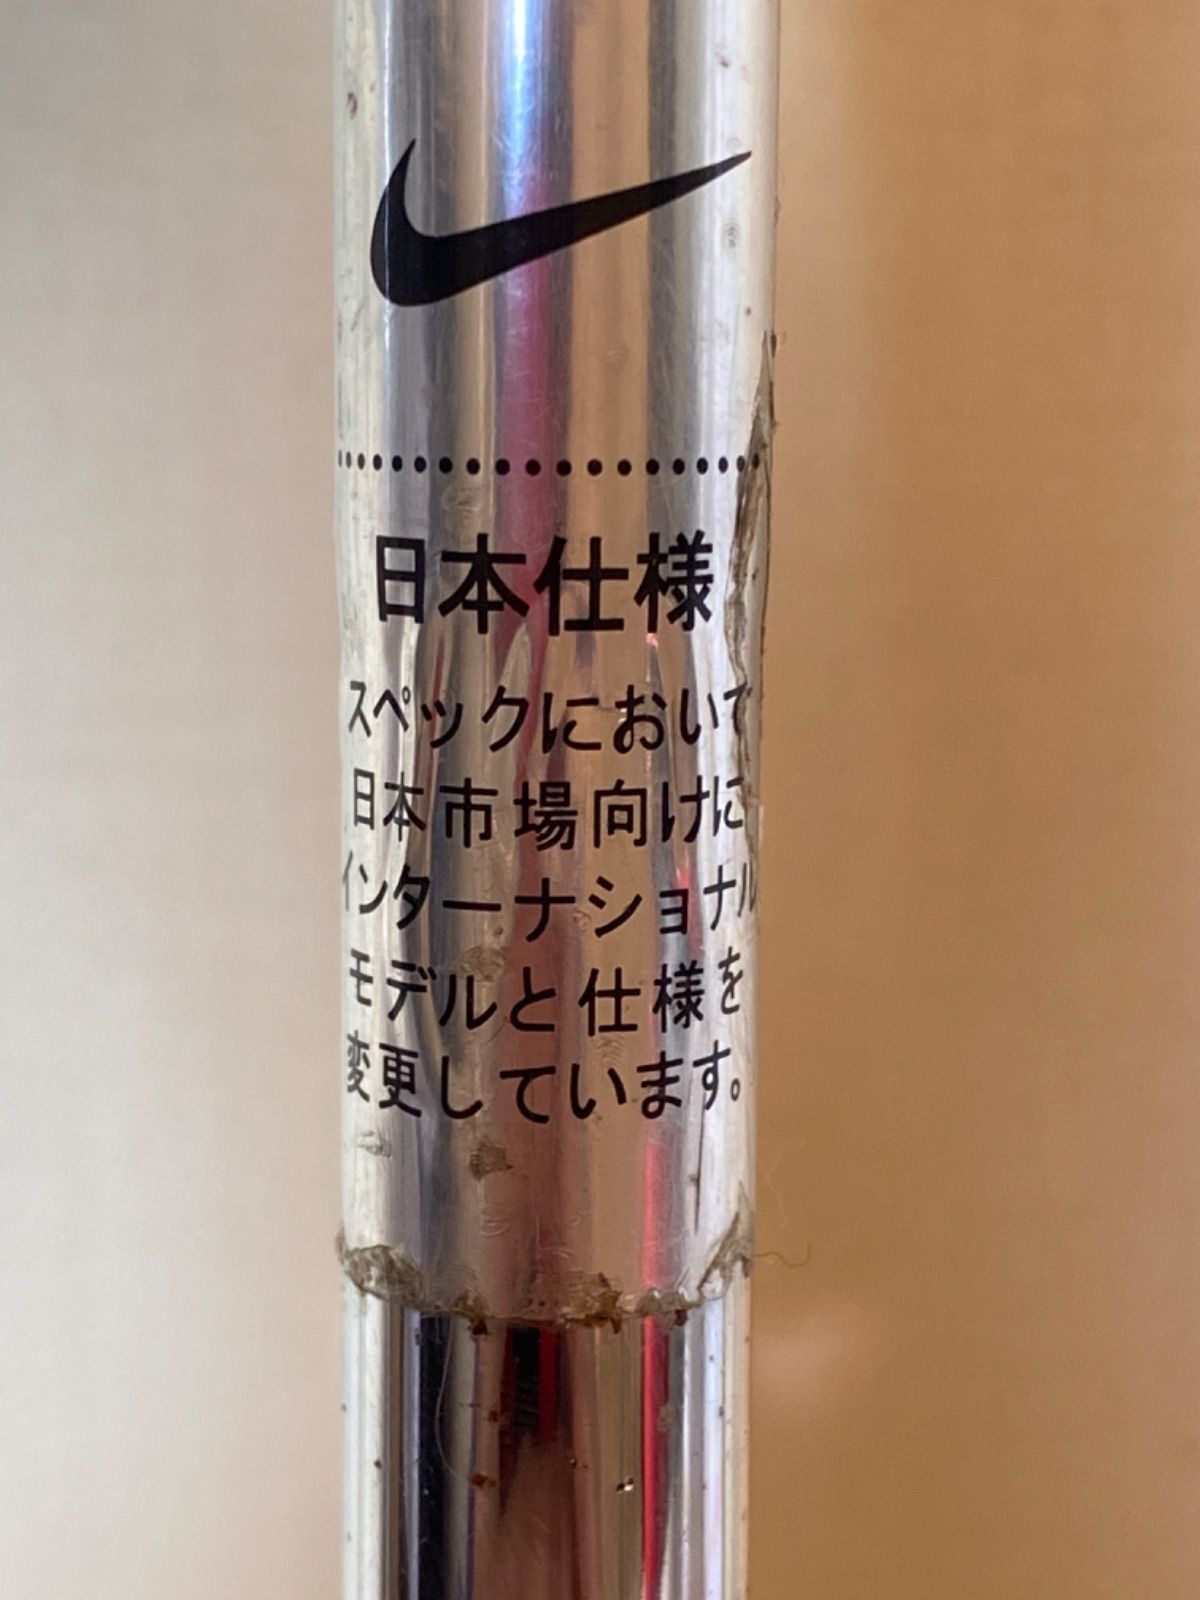 日本仕様
スペックにおいて
日本市場向けに
インターナショナル
モデルと仕様を
変更しています。